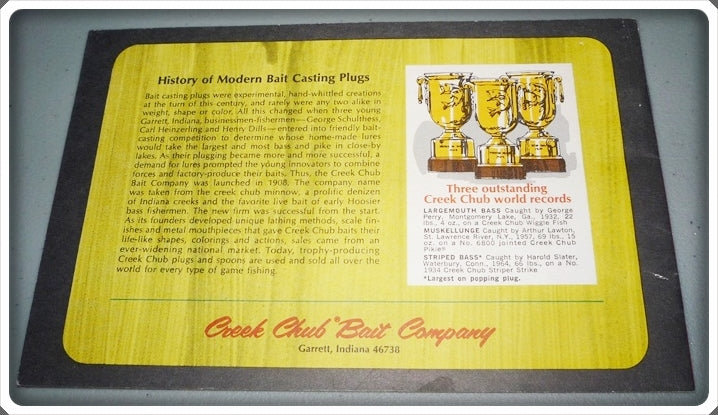 History of Modern Bait Casting Plugs
Bait casting plugs were experimental, hand-whittled creations
at the turn of this century, and rarely were any two alike in
weight, shape or color. All this changed when three young
Garrett, Indiana, businessmen-fishermen—George Schulthess,
Carl Heinzerling and Henry Dills—entered into friendly bait-
casting competition to determine whose home-made lures
would take the largest and most bass and pike in close-by
lakes. As their plugging became more and more successful, a
demand for lures prompted the young innovators to combine
forces and factory-produce their baits. Thus, the Creek Chub
Bait Company was launched in 1908. The company name
was taken from the creek chub minnow, a prolific denizen
of Indiana creeks and the favorite live bait of early Hoosier
bass fishermen. The new firm was successful from the start.
As its founders developed unique lathing methods, scale fin-
ishes and metal mouthpieces that gave Creek Chub baits their
life-like shapes, colorings and actions, sales came from an
ever-widening national market. Today, trophy-producing
Creek Chub plugs and spoons are used and sold all over the
world for every type of game fishing.
Three outstanding
Creek Chub world records
LARGEMOUTH BASS Caught by George
Perry, Montgomery Lake, Ga., 1932, 22
lbs., 4 oz., on a Creek Chub Wiggle Fish
MUSKELLUNGE Caught by Arthur Lawton,
St. Lawrence River, N.Y., 1957, 69 lbs., 15
oz. on a No. 6800 jointed Creek Chub
Pikie®
STRIPED BASS* Caught by Harold Slater,
Waterbury, Conn., 1964, 66 lbs., on a No.
1934 Creek Chub Striper Strike
*Largest on popping plug.
Creek Chub® Bait Company
Garrett, Indiana 46738